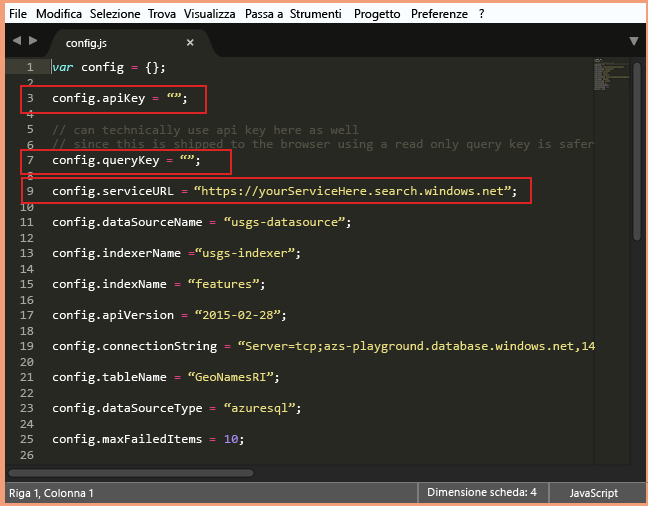 File Modifica Selezione Trova Visualizza Passa a Strumenti Progetto Preferenze ?
config.js ×
1 var config = {};
2
3 config.apiKey = “”;
4
5 // can technically use api key here as well
6 // since this is shipped to the browser using a read only query key is safer
7 config.queryKey = “”;
8
9 config.serviceURL = “https://yourServiceHere.search.windows.net”;
10
11 config.dataSourceName = “usgs-datasource”;
12
13 config.indexerName =“usgs-indexer”;
14
15 config.indexName = “features”;
16
17 config.apiVersion = “2015-02-28”;
18
19 config.connectionString = “Server=tcp;azs-playground.database.windows.net,14
20
21 config.tableName = “GeoNamesRI”;
22
23 config.dataSourceType = “azuresql”;
24
25 config.maxFailedItems = 10;
26
Riga 1, Colonna 1 Dimensione scheda: 4 JavaScript